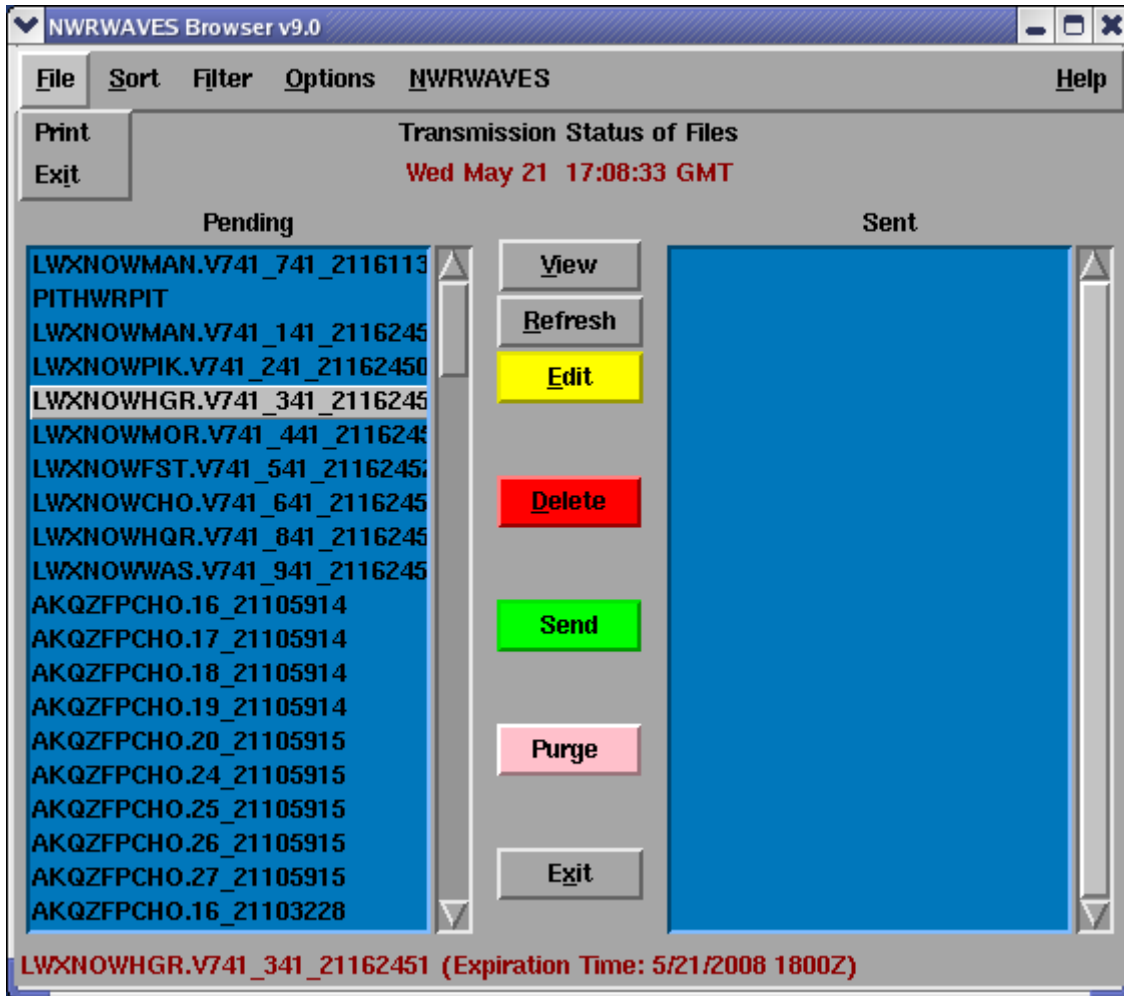 NWRWAVES Browser v9.0
File Sort Filter Options NWRWAVES Help
Print
Exit
Transmission Status of Files
Wed May 21 17:08:33 GMT
Pending
LWXNOWMAN.V741_741_2116113
PITHWRPIT
LWXNOWMAN.V741_141_2116245
LWXNOWPIK.V741_241_21162450
LWXNOWHGR.V741_341_2116245
LWXNOWMOR.V741_441_2116245
LWXNOWFST.V741_541_21162452
LWXNOWCHO.V741_641_2116245
LWXNOWHQR.V741_841_2116245
LWXNOWWAS.V741_941_2116245
AKQZFPCHO.16_21105914
AKQZFPCHO.17_21105914
AKQZFPCHO.18_21105914
AKQZFPCHO.19_21105914
AKQZFPCHO.20_21105915
AKQZFPCHO.24_21105915
AKQZFPCHO.25_21105915
AKQZFPCHO.26_21105915
AKQZFPCHO.27_21105915
AKQZFPCHO.16_21103228
View
Refresh
Edit
Delete
Send
Purge
Exit
Sent
LWXNOWHGR.V741_341_21162451 (Expiration Time: 5/21/2008 1800Z)